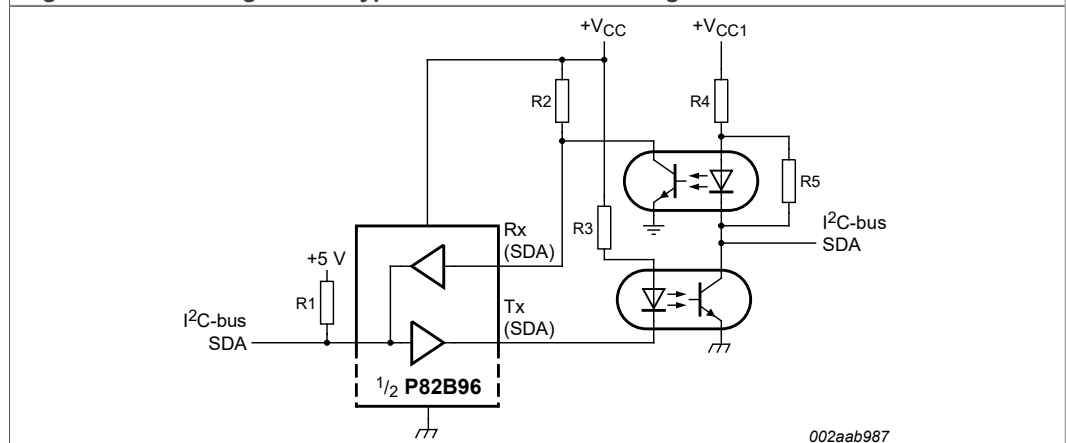 +VCC
+VCC1
R2
R4
R5
I²C-bus
SDA
R3
Rx
(SDA)
+5 V
R1
Tx
(SDA)
I²C-bus
SDA
1/2 P82B96
002aab987